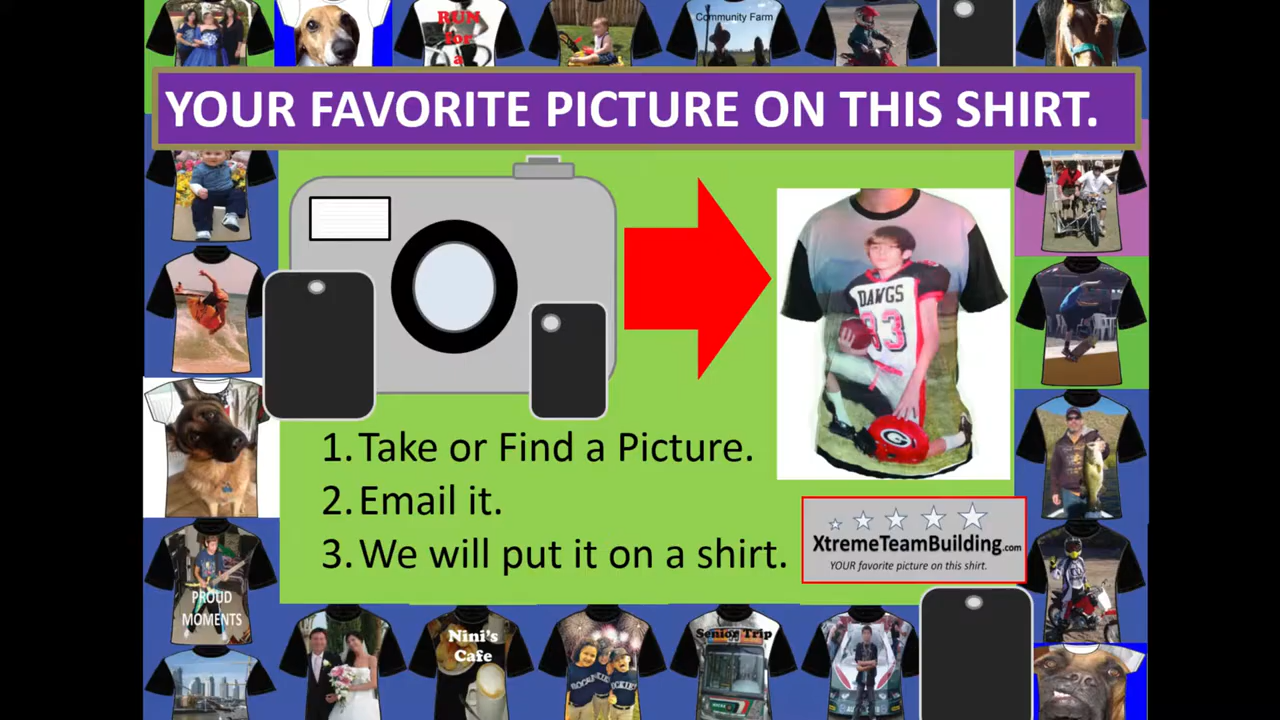 RUN
for
a
Community Farm
YOUR FAVORITE PICTURE ON THIS SHIRT.
DAWGS
33
G
1. Take or Find a Picture.
2. Email it.
3. We will put it on a shirt.
XtremeTeamBuilding.com
YOUR favorite picture on this shirt.
PROUD
MOMENTS
Nini's
Cafe
Senior Trip